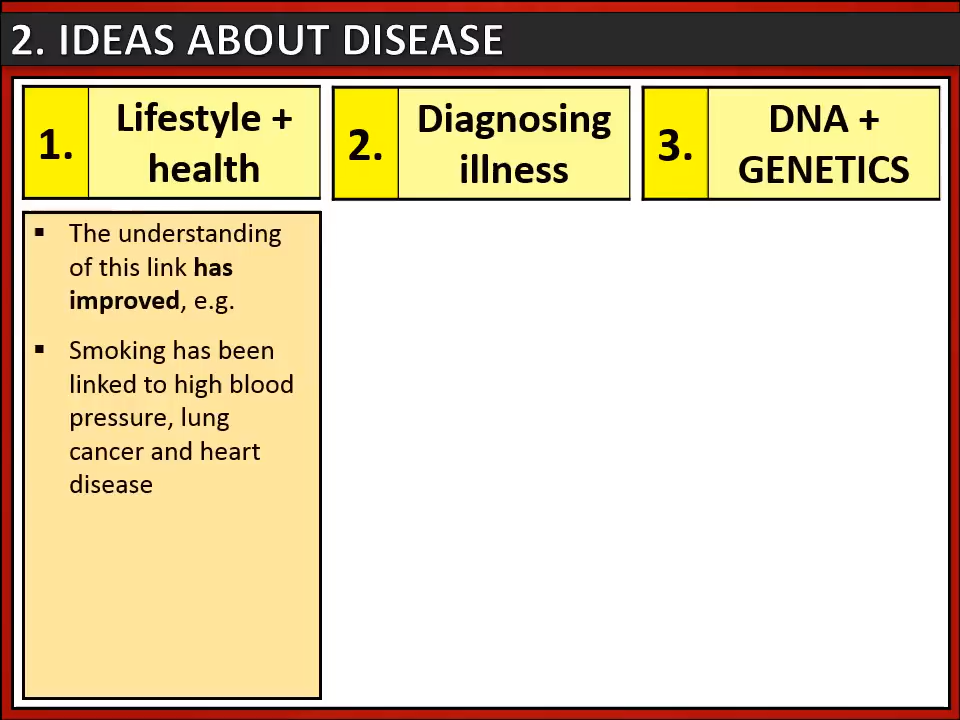 2. IDEAS ABOUT DISEASE
1.
Lifestyle +
health
2.
Diagnosing
illness
3.
DNA +
GENETICS
▪ The understanding
of this link has
improved, e.g.
▪ Smoking has been
linked to high blood
pressure, lung
cancer and heart
disease